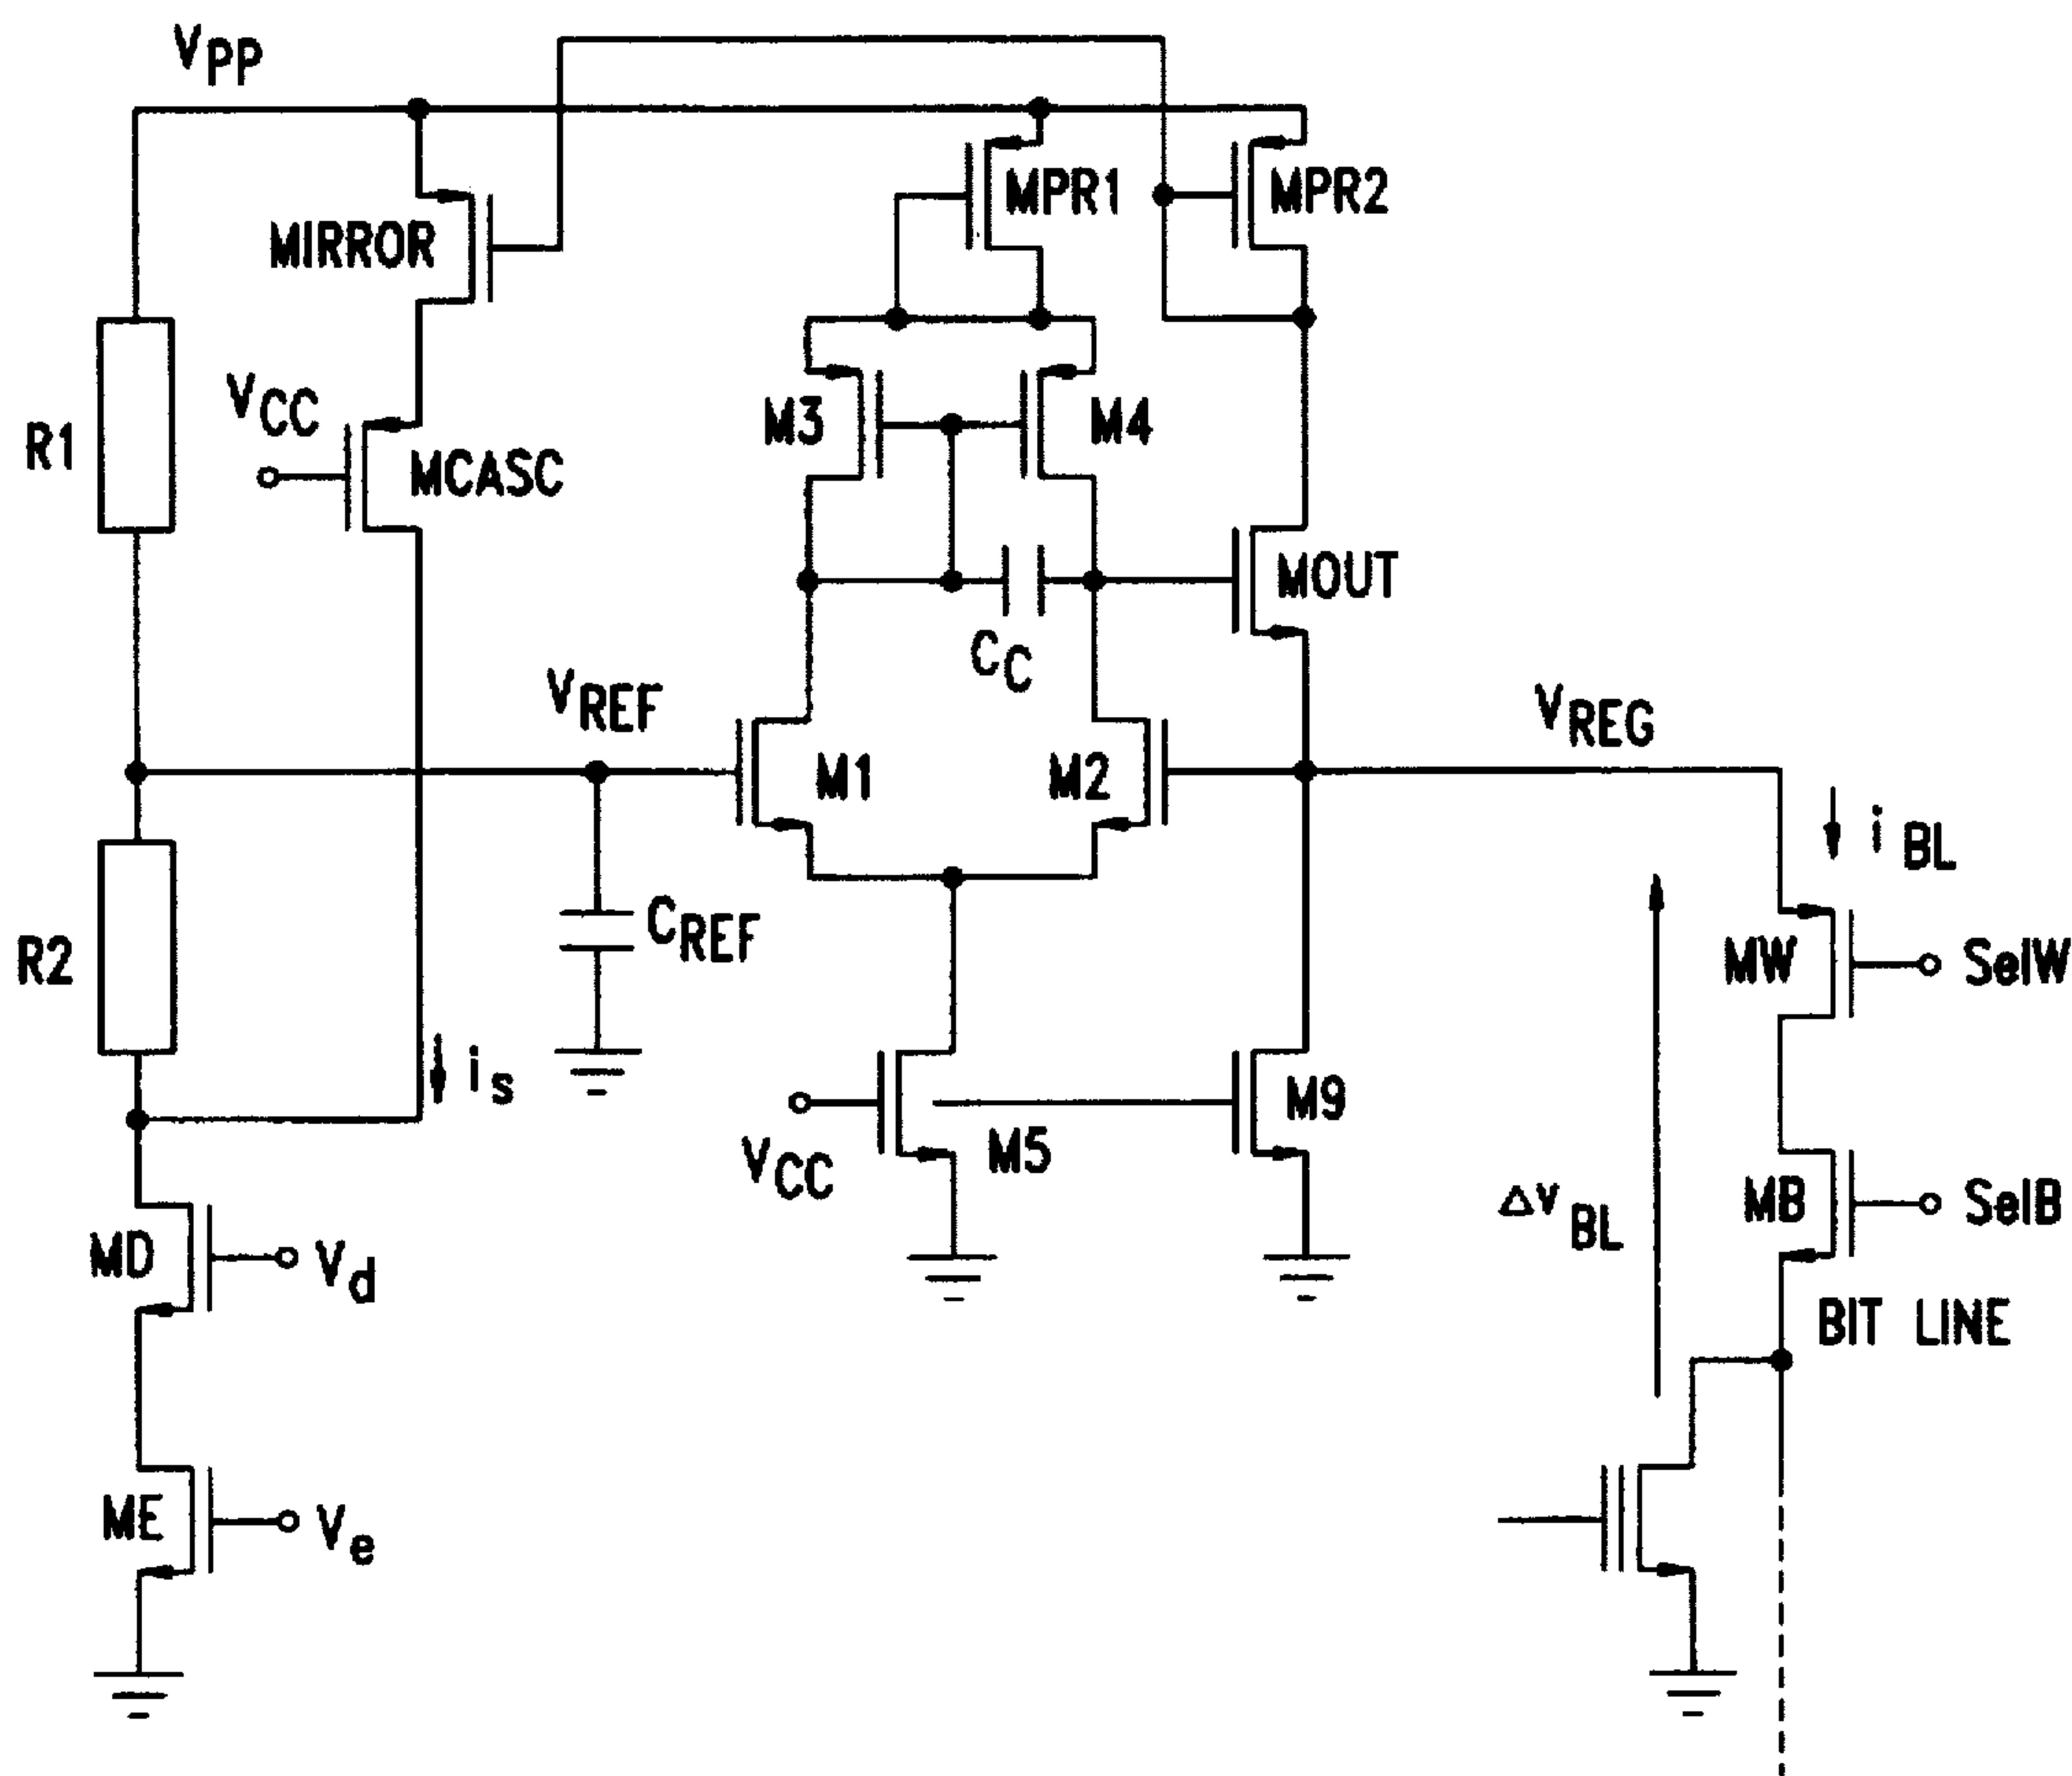 VPP
MPR1
MPR2
MIRROR
VCC
R1
MCASC
M3
M4
MOUT
CC
VREF
VREG
M1
M2
iBL
CREF
R2
MW
SelW
is
M9
M5
VCC
ΔvBL
MB
SelB
MD
Vd
BIT LINE
ME
Ve